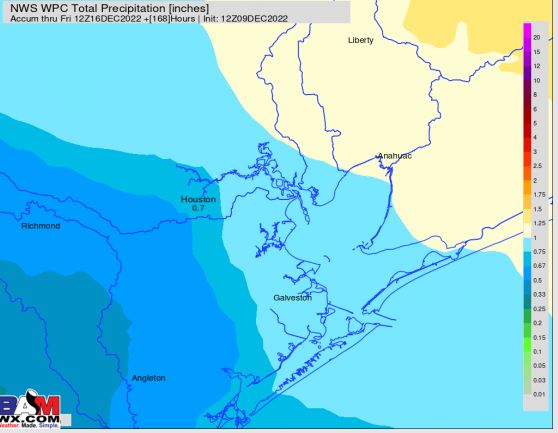 NWS WPC Total Precipitation [inches]
Accum thru Fri 12Z16DEC2022 +[168]Hours | Init: 12Z09DEC2022
Liberty
Anahuac
Houston
0.7
Richmond
Galveston
Angleton
20
15
12
10
8
6
5
4
3
2.5
2
1.75
1.5
1.25
1
0.75
0.67
0.5
0.33
0.25
0.2
0.15
0.1
0.05
0.03
0.01
BAM
WX.COM
Weather. Made. Simple.